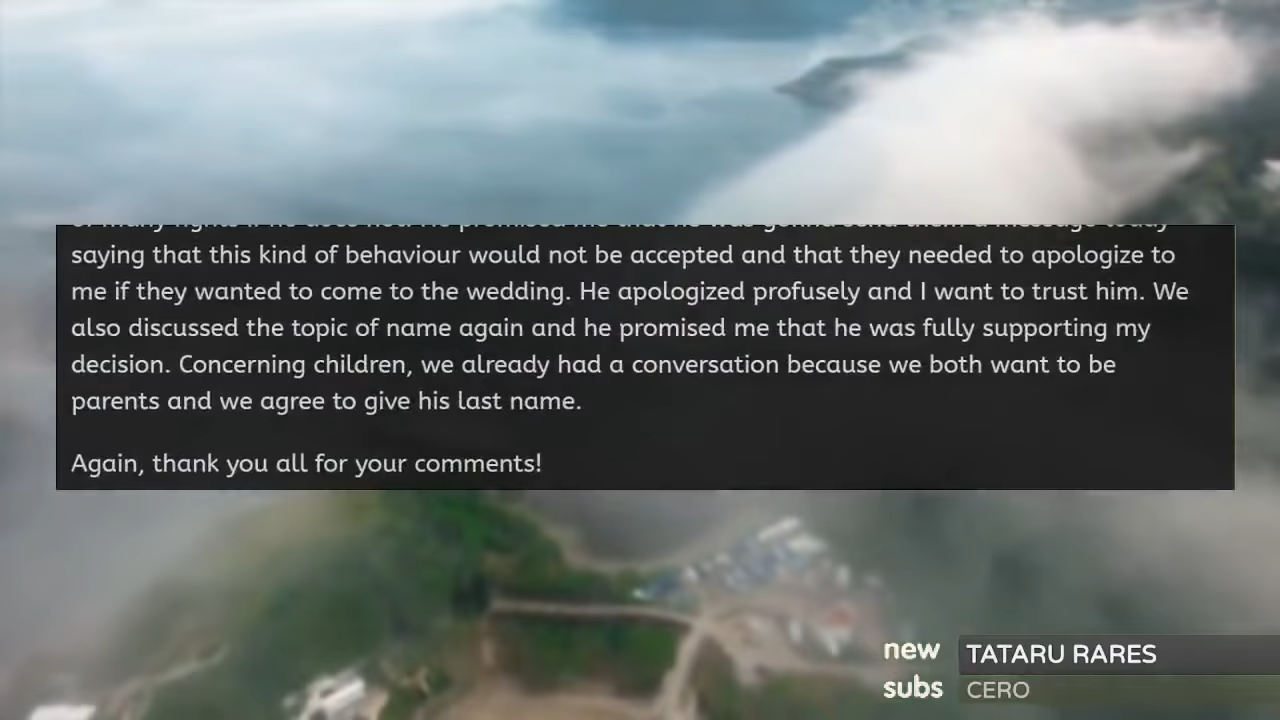 saying that this kind of behaviour would not be accepted and that they needed to apologize to
me if they wanted to come to the wedding. He apologized profusely and I want to trust him. We
also discussed the topic of name again and he promised me that he was fully supporting my
decision. Concerning children, we already had a conversation because we both want to be
parents and we agree to give his last name.
Again, thank you all for your comments!
new TATARU RARES
subs CERO